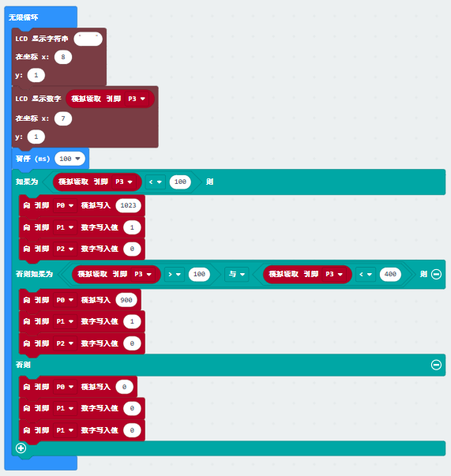 无限循环
LCD 显示字符串 " "
在坐标 x: 8
y: 1
LCD 显示数字 模拟读取 引脚 P3
在坐标 x: 7
y: 1
暂停 (ms) 100
如果为 模拟读取 引脚 P3 < 100 则
向 引脚 P0 模拟写入 1023
向 引脚 P1 数字写入值 1
向 引脚 P2 数字写入值 0
否则如果为 模拟读取 引脚 P3 > 100 与 模拟读取 引脚 P3 < 400 则
向 引脚 P0 模拟写入 900
向 引脚 P1 数字写入值 1
向 引脚 P2 数字写入值 0
否则
向 引脚 P0 模拟写入 0
向 引脚 P1 数字写入值 0
向 引脚 P1 数字写入值 0